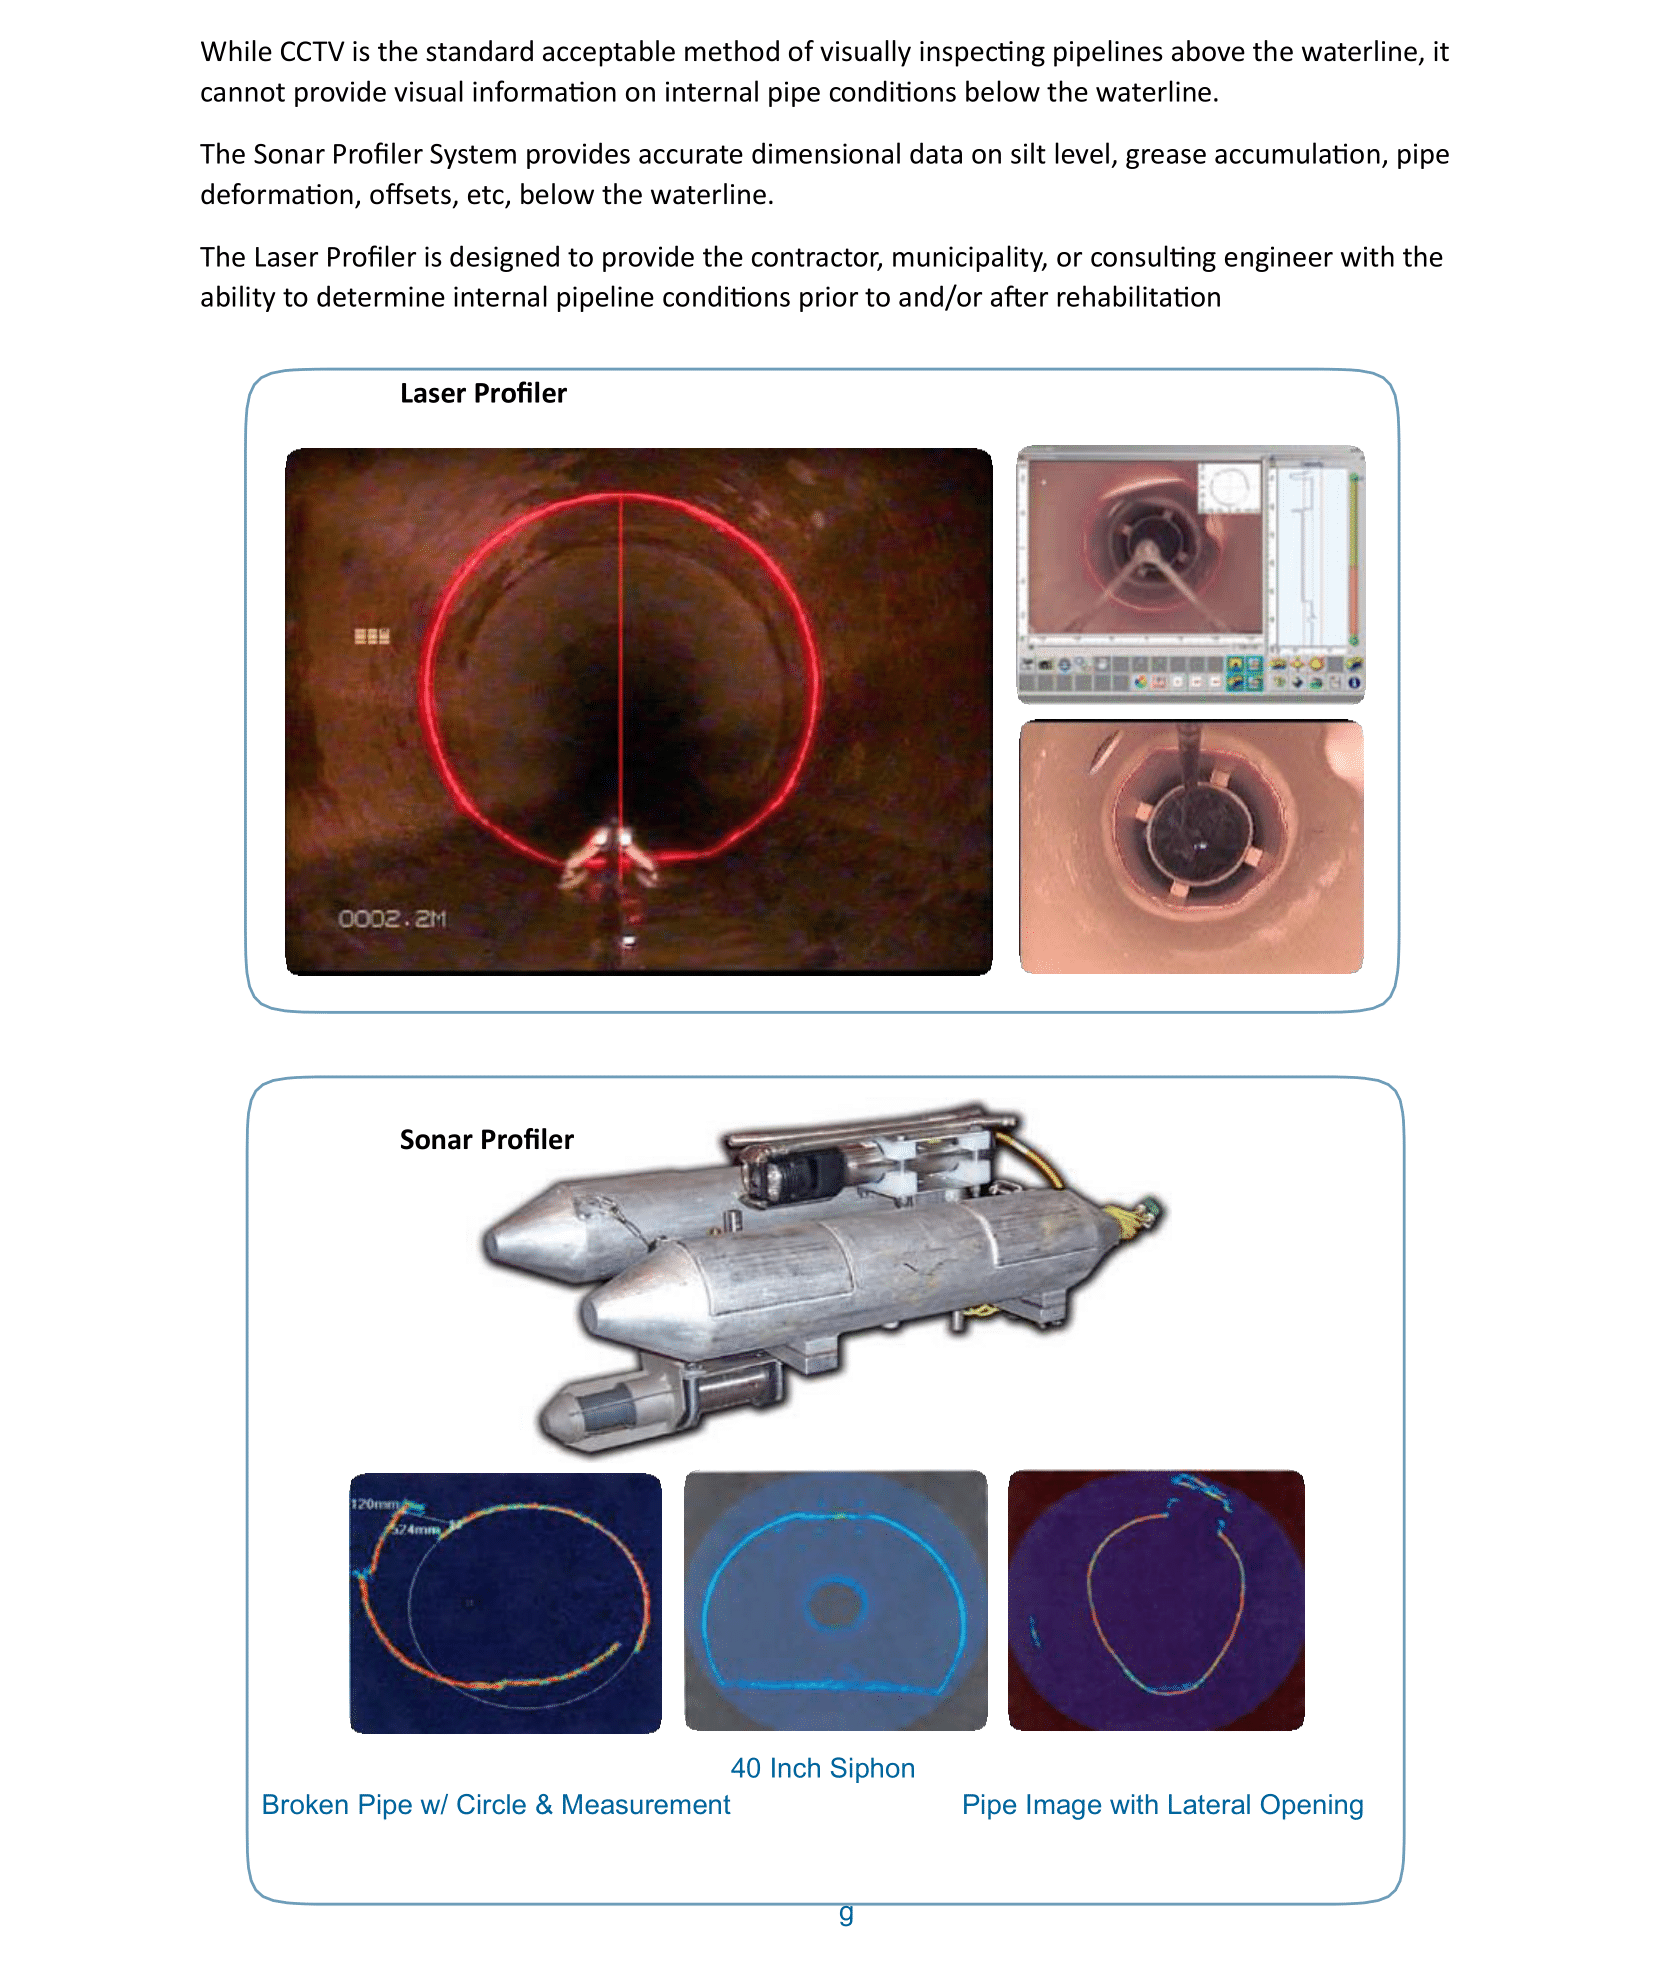 While CCTV is the standard acceptable method of visually inspecting pipelines above the waterline, it
cannot provide visual information on internal pipe conditions below the waterline.
The Sonar Profiler System provides accurate dimensional data on silt level, grease accumulation, pipe
deformation, offsets, etc, below the waterline.
The Laser Profiler is designed to provide the contractor, municipality, or consulting engineer with the
ability to determine internal pipeline conditions prior to and/or after rehabilitation
Laser Profiler
0002.2M
Sonar Profiler
120mm
524mm
40 Inch Siphon
Broken Pipe w/ Circle & Measurement
Pipe Image with Lateral Opening
g